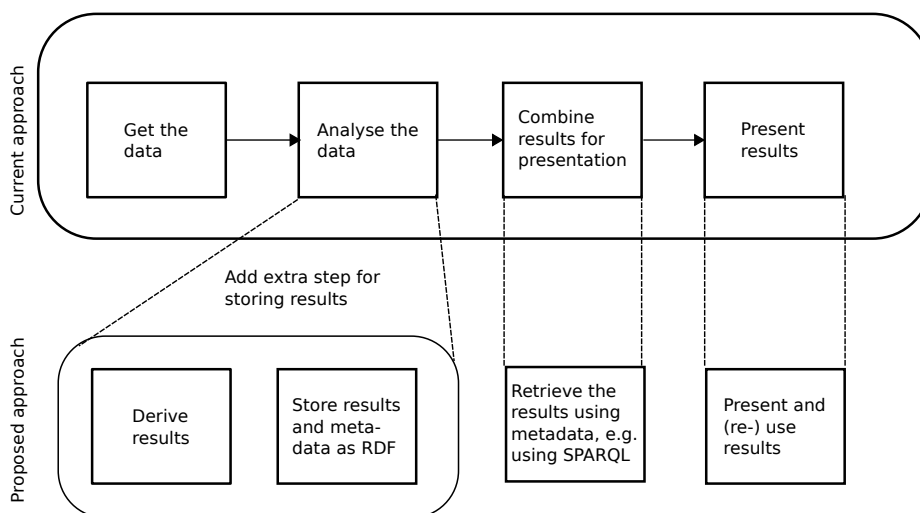 Current approach
Get the
data
Analyse the
data
Combine
results for
presentation
Present
results
Add extra step for
storing results
Proposed approach
Derive
results
Store results
and meta-
data as RDF
Retrieve the
results using
metadata, e.g.
using SPARQL
Present and
(re-) use
results